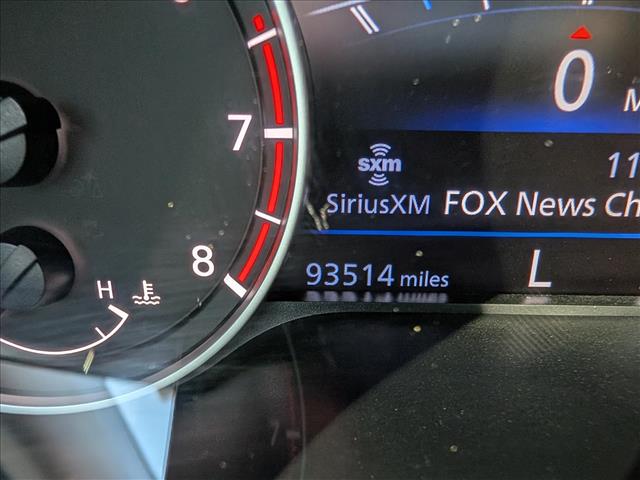 0
M
7
sxm
11
SiriusXM FOX News Ch
8
93514 miles
L
H